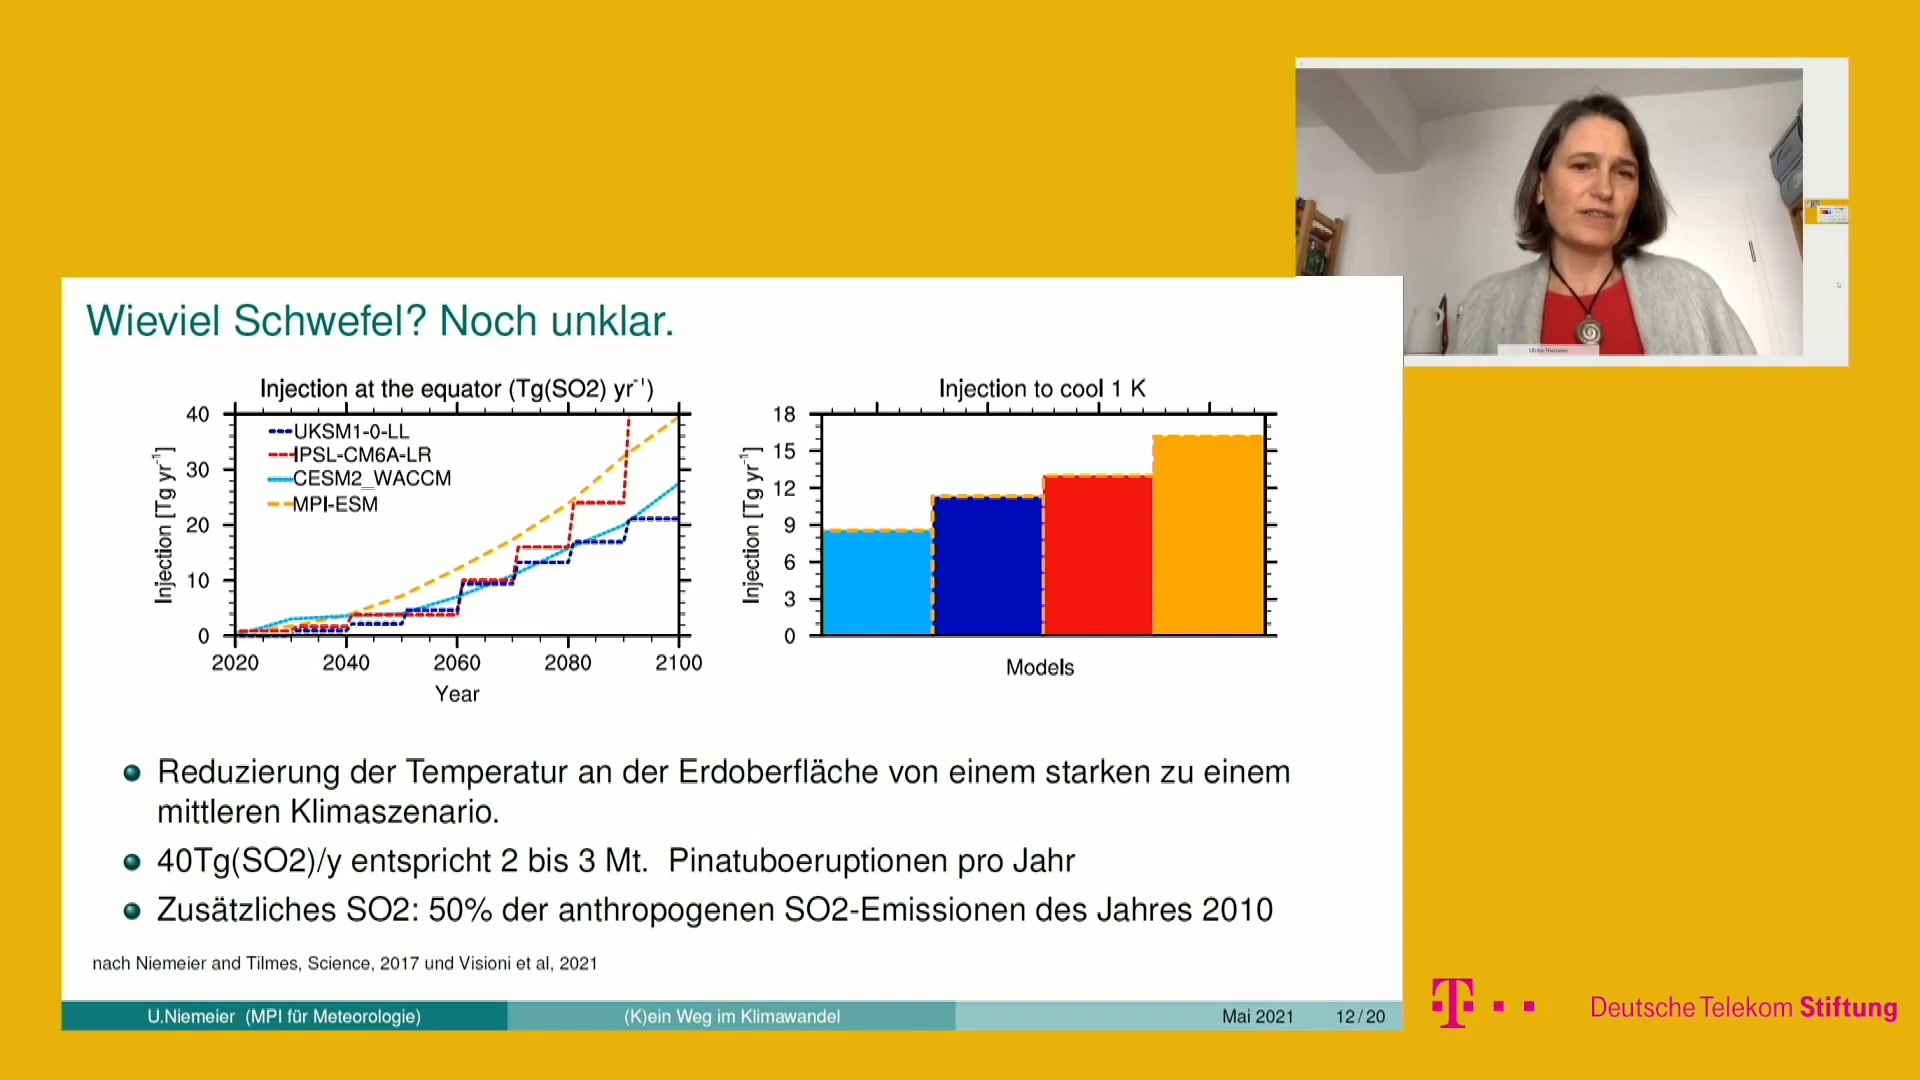 Ulrike Niemeier
Wieviel Schwefel? Noch unklar.
Injection at the equator (Tg(SO2) yr⁻¹)
Injection [Tg yr⁻¹]
40
30
20
10
0
UKSM1-0-LL
IPSL-CM6A-LR
CESM2_WACCM
MPI-ESM
2020 2040 2060 2080 2100
Year
Injection to cool 1 K
Injection [Tg yr⁻¹]
18
15
12
9
6
3
0
Models
Reduzierung der Temperatur an der Erdoberfläche von einem starken zu einem
mittleren Klimaszenario.
40Tg(SO2)/y entspricht 2 bis 3 Mt. Pinatuboeruptionen pro Jahr
Zusätzliches SO2: 50% der anthropogenen SO2-Emissionen des Jahres 2010
nach Niemeier and Tilmes, Science, 2017 und Visioni et al, 2021
U.Niemeier (MPI für Meteorologie) (K)ein Weg im Klimawandel Mai 2021 12/20
T Deutsche Telekom Stiftung